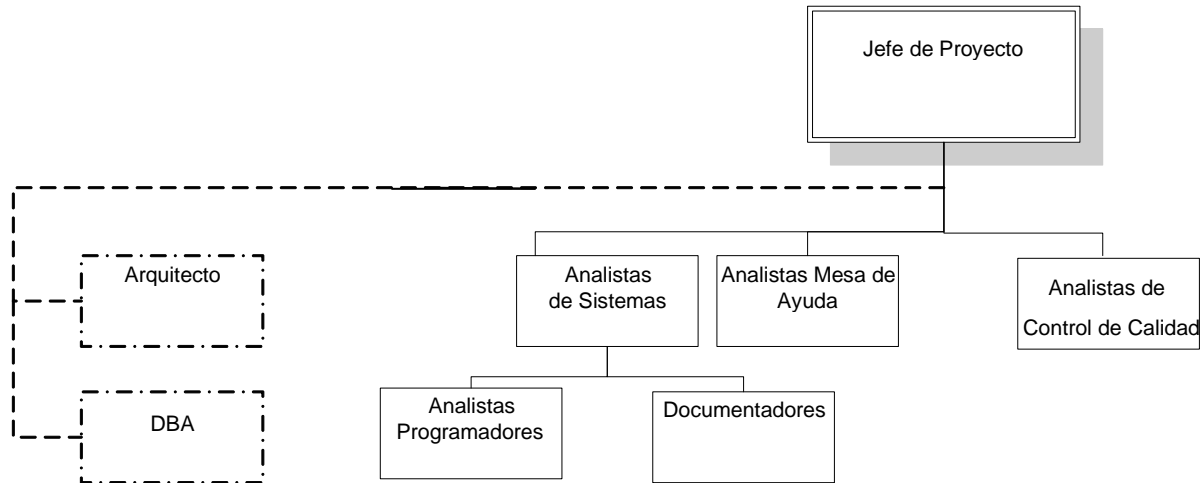 Jefe de Proyecto
Arquitecto
Analistas
de Sistemas
Analistas Mesa de
Ayuda
Analistas de
Control de Calidad
DBA
Analistas
Programadores
Documentadores